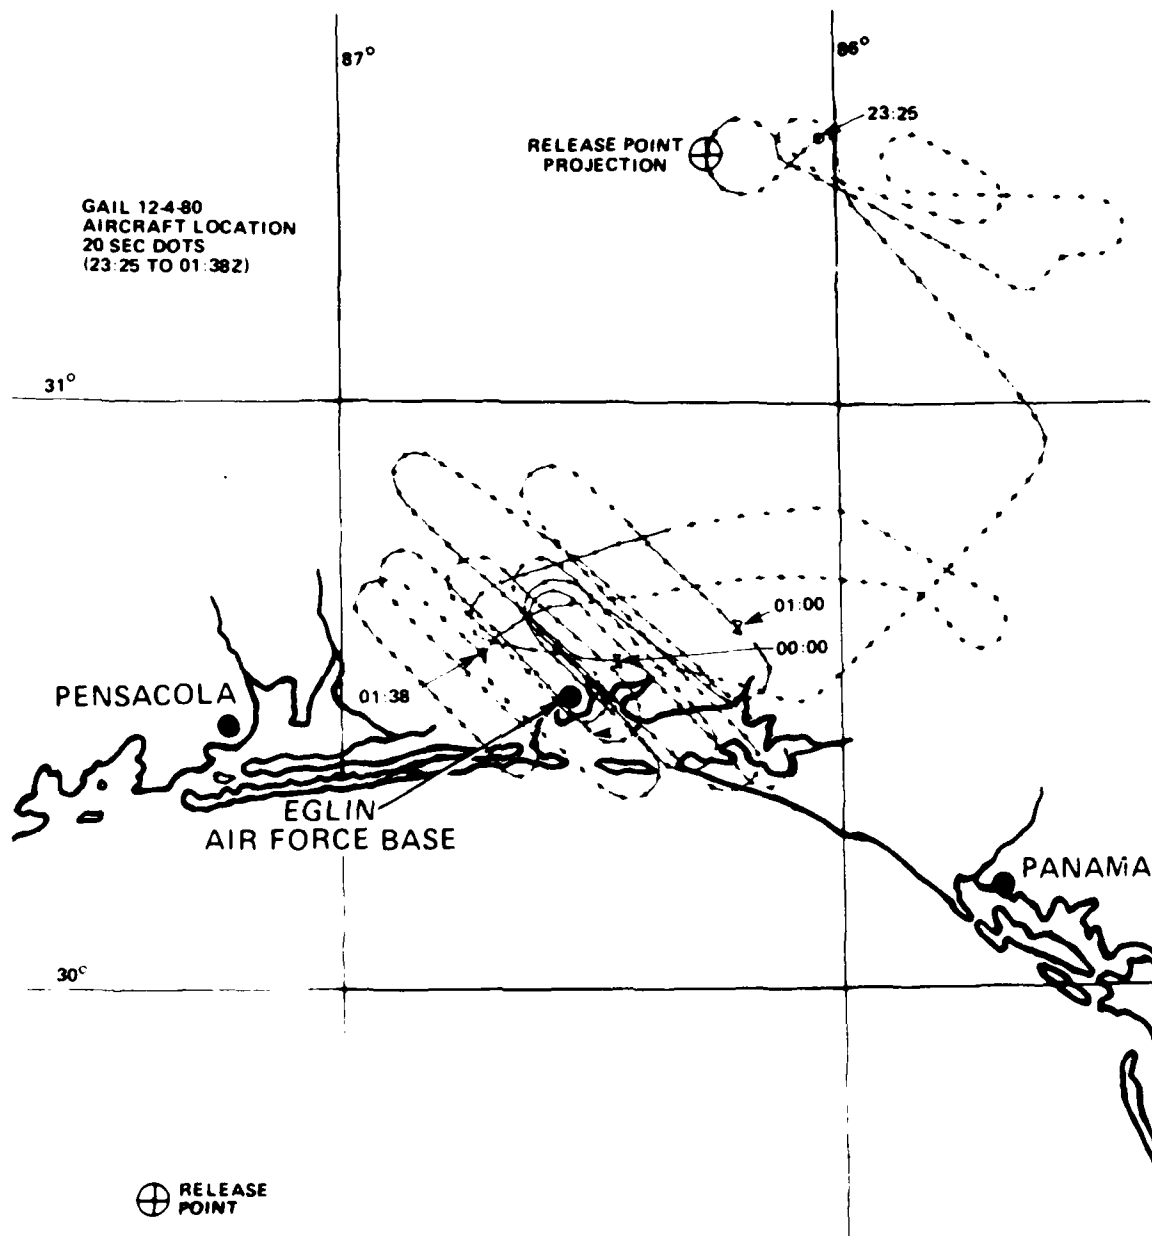 87°
86°
23:25
RELEASE POINT
PROJECTION
GAIL 12-4-80
AIRCRAFT LOCATION
20 SEC DOTS
(23:25 TO 01:38Z)
31°
01:00
00:00
01:38
PENSACOLA
EGLIN
AIR FORCE BASE
PANAMA
30°
RELEASE
POINT